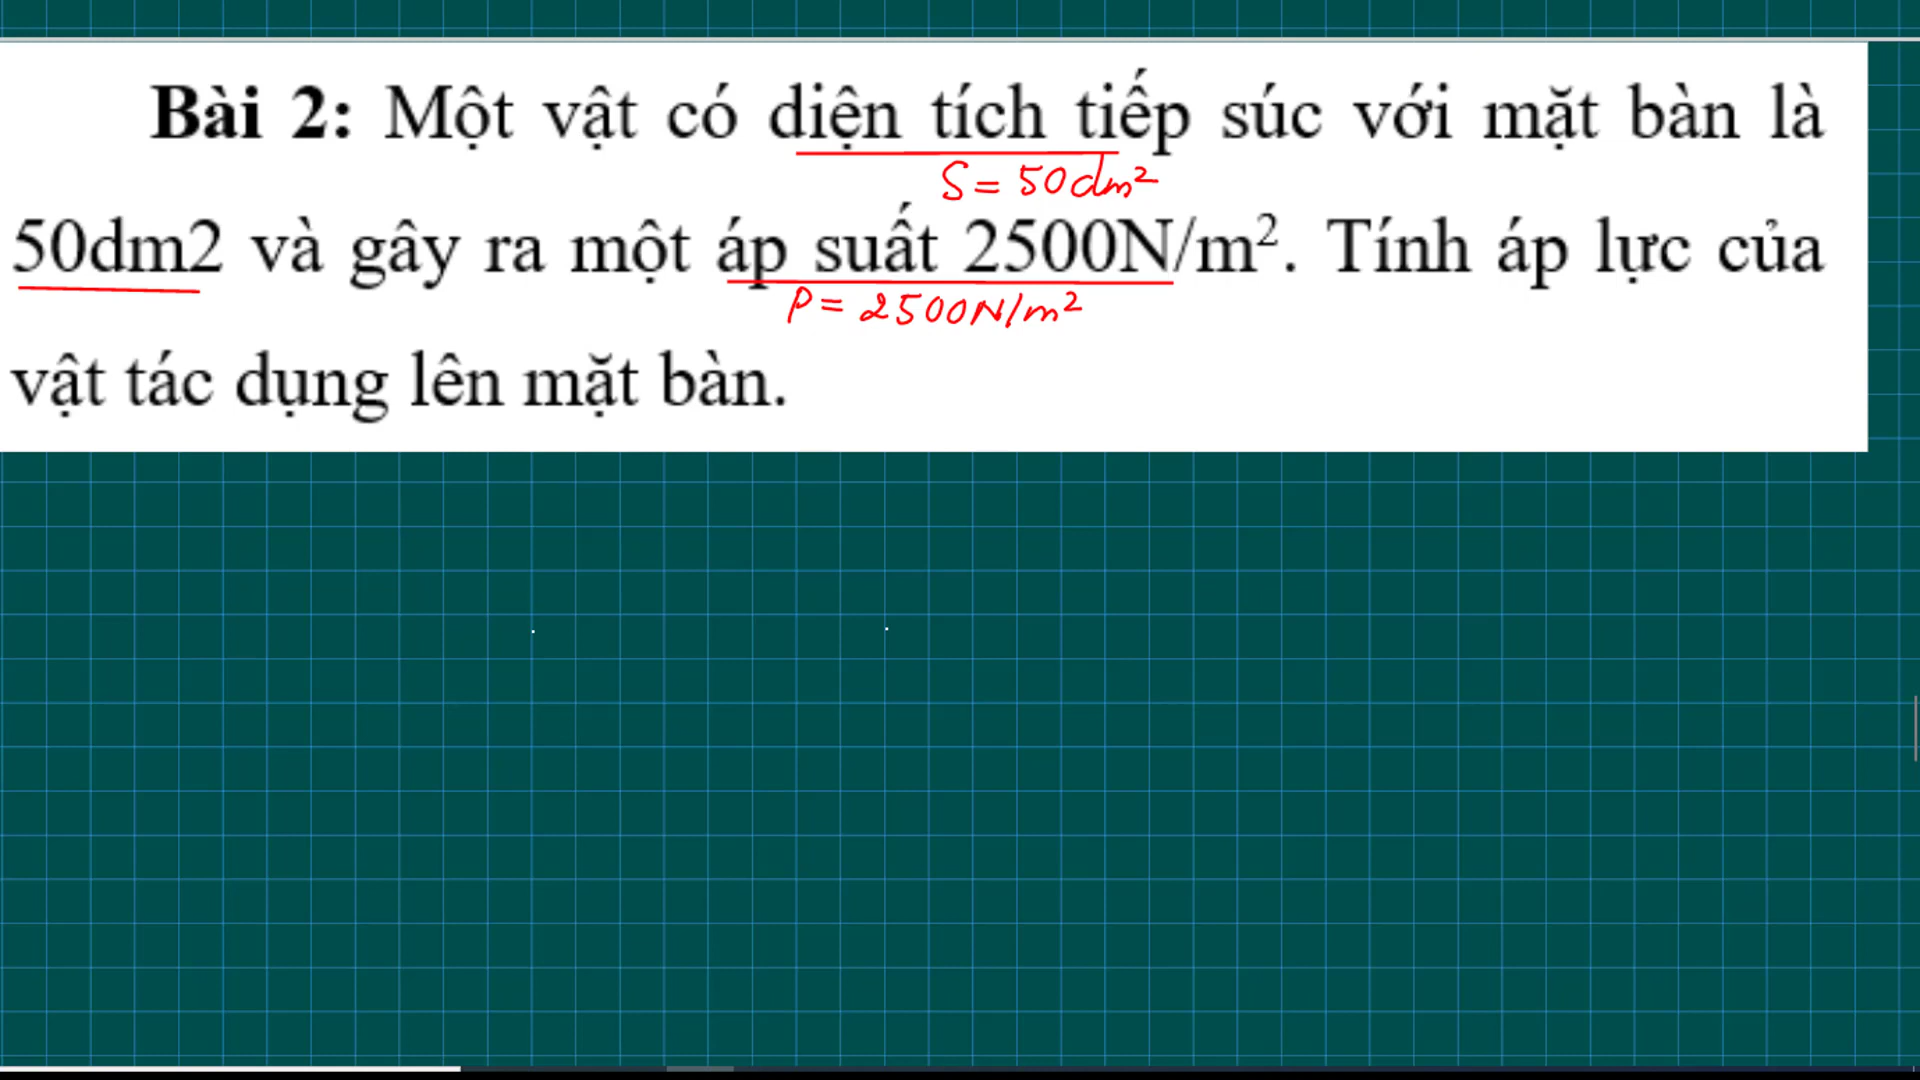 Bài 2: Một vật có diện tích tiếp súc với mặt bàn là
S = 50dm²
50dm2 và gây ra một áp suất 2500N/m². Tính áp lực của
P = 2500N/m²
vật tác dụng lên mặt bàn.